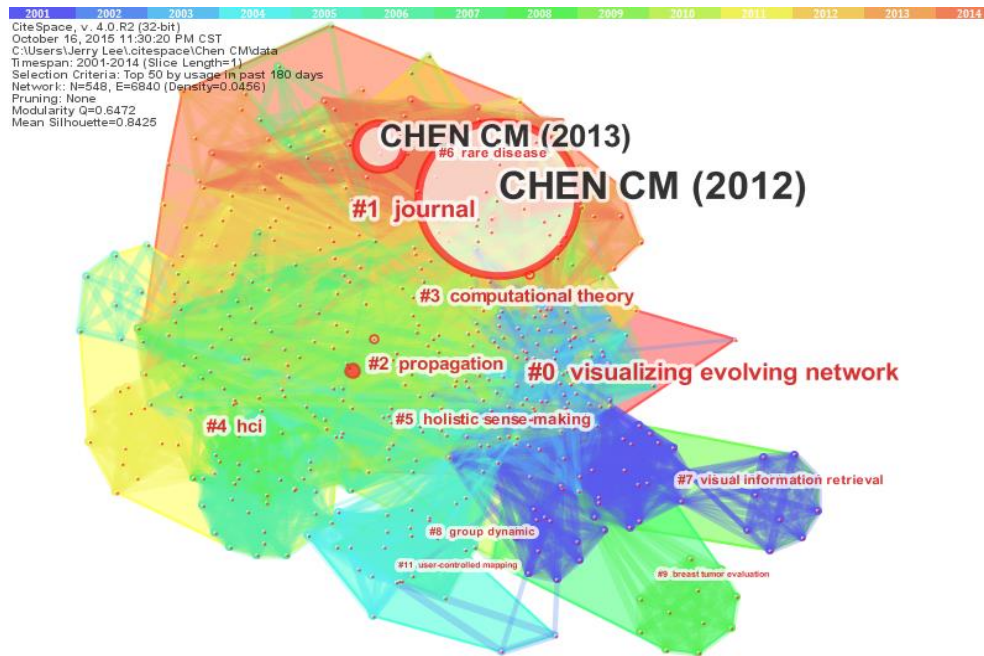 2001 2002 2003 2004 2005 2006 2007 2008 2009 2010 2011 2012 2013 2014
CiteSpace, v. 4.0.R2 (32-bit)
October 16, 2015 11:30:20 PM CST
C:\Users\Jerry Lee\.citespace\Chen CM\data
Timespan: 2001-2014 (Slice Length=1)
Selection Criteria: Top 50 by usage in past 180 days
Network: N=548, E=6840 (Density=0.0456)
Pruning: None
Modularity Q=0.6472
Mean Silhouette=0.8425
CHEN CM (2013)
#6 rare disease
CHEN CM (2012)
#1 journal
#3 computational theory
#2 propagation
#0 visualizing evolving network
#5 holistic sense-making
#4 hci
#7 visual information retrieval
#8 group dynamic
#11 user-controlled mapping
#9 breast tumor evaluation